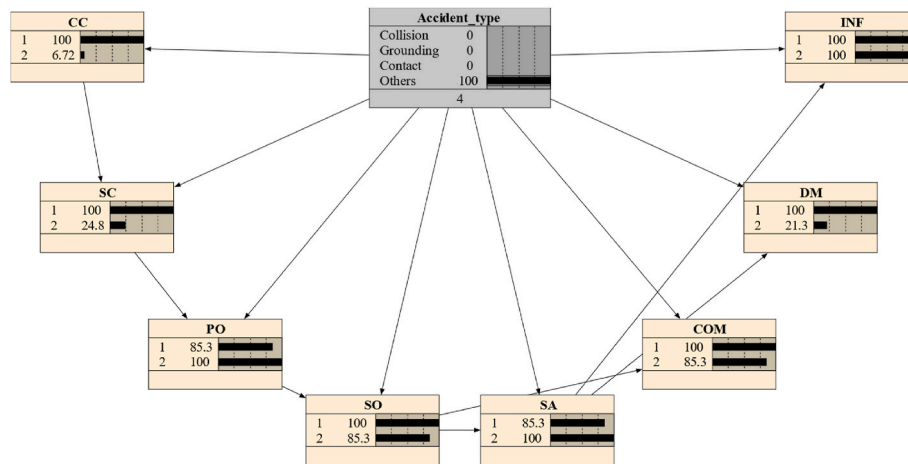 CC
1 100
2 6.72
Accident_type
Collision 0
Grounding 0
Contact 0
Others 100
4
INF
1 100
2 100
SC
1 100
2 24.8
DM
1 100
2 21.3
PO
1 85.3
2 100
COM
1 100
2 85.3
SO
1 100
2 85.3
SA
1 85.3
2 100